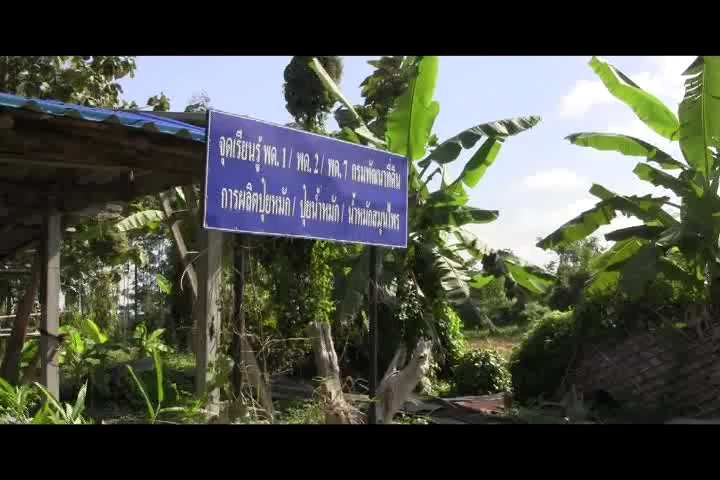 จุดเรียนรู้ พด.1/ พด.2/ พด.7 กรมพัฒนาที่ดิน
การผลิตปุ๋ยหมัก/ ปุ๋ยน้ำหมัก/ น้ำหมักสมุนไพร